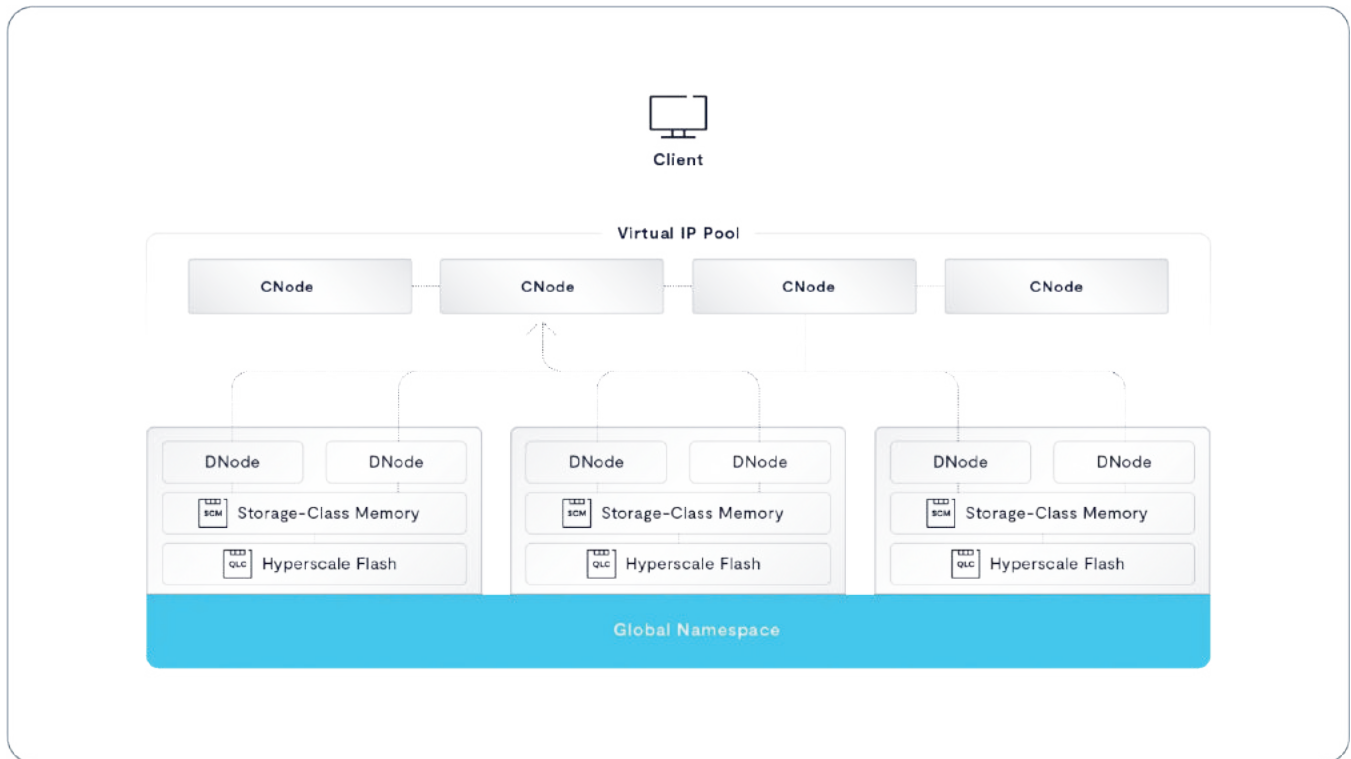 Client
Virtual IP Pool
CNode CNode CNode CNode
DNode DNode DNode DNode DNode DNode
SCM Storage-Class Memory SCM Storage-Class Memory SCM Storage-Class Memory
QLC Hyperscale Flash QLC Hyperscale Flash QLC Hyperscale Flash
Global Namespace